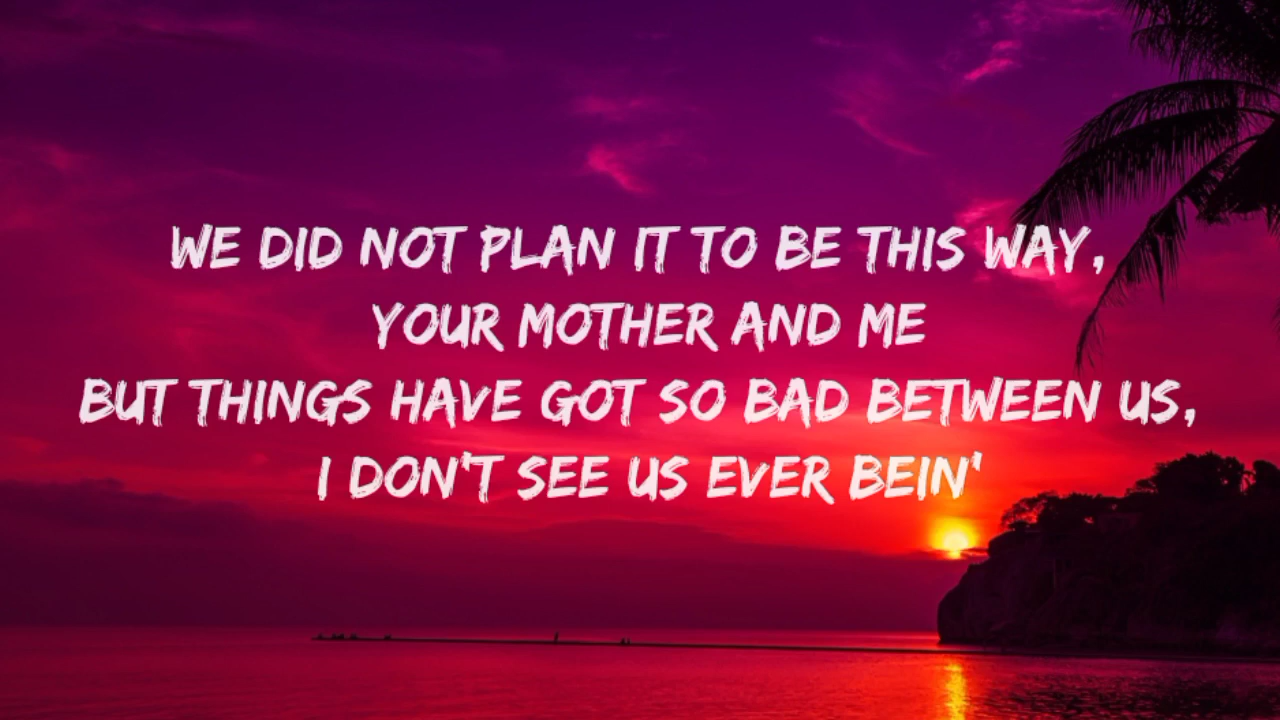 WE DID NOT PLAN IT TO BE THIS WAY,
YOUR MOTHER AND ME
BUT THINGS HAVE GOT SO BAD BETWEEN US,
I DON'T SEE US EVER BEIN'